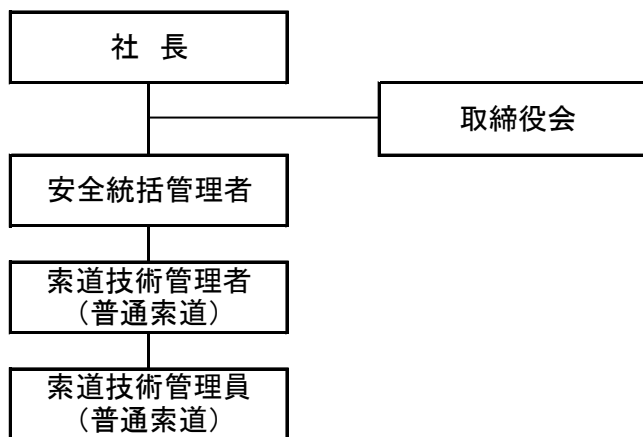 社 長
取締役会
安全統括管理者
索道技術管理者
（普通索道）
索道技術管理員
（普通索道）